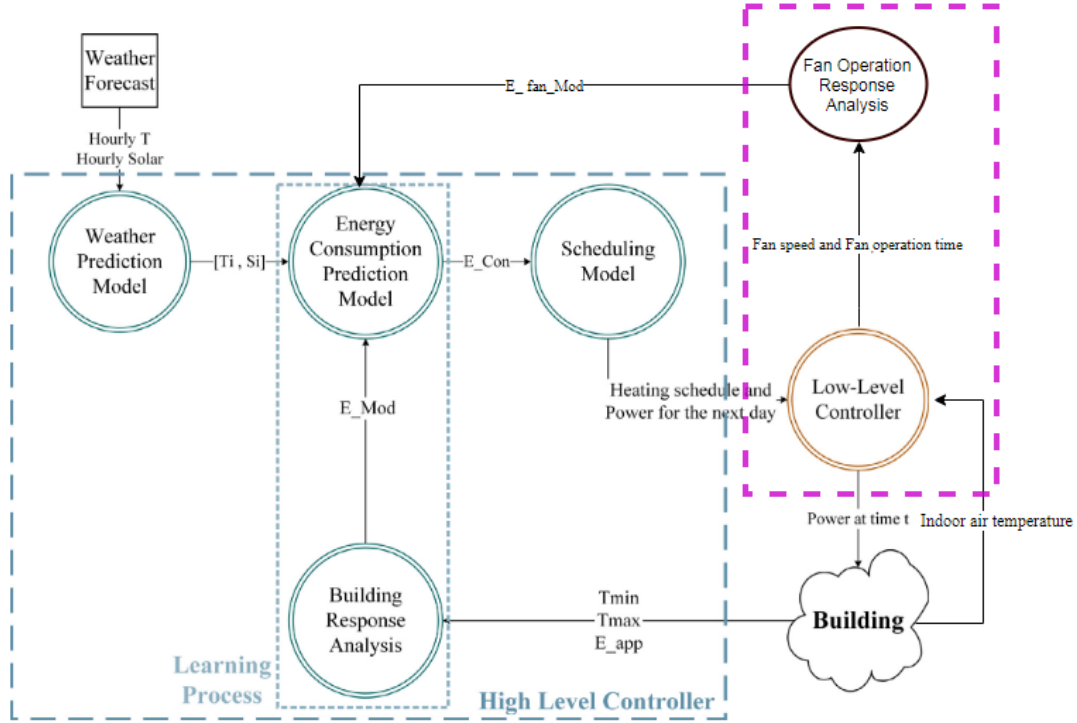 Weather
Forecast
Hourly T
Hourly Solar
Weather
Prediction
Model
[Ti , Si]
Energy
Consumption
Prediction
Model
E_Con
Scheduling
Model
E_ fan_Mod
Fan Operation
Response
Analysis
Fan speed and Fan operation time
Heating schedule and
Power for the next day
Low-Level
Controller
E_Mod
Power at time t
Indoor air temperature
Building
Response
Analysis
Tmin
Tmax
E_app
Building
Learning
Process
High Level Controller